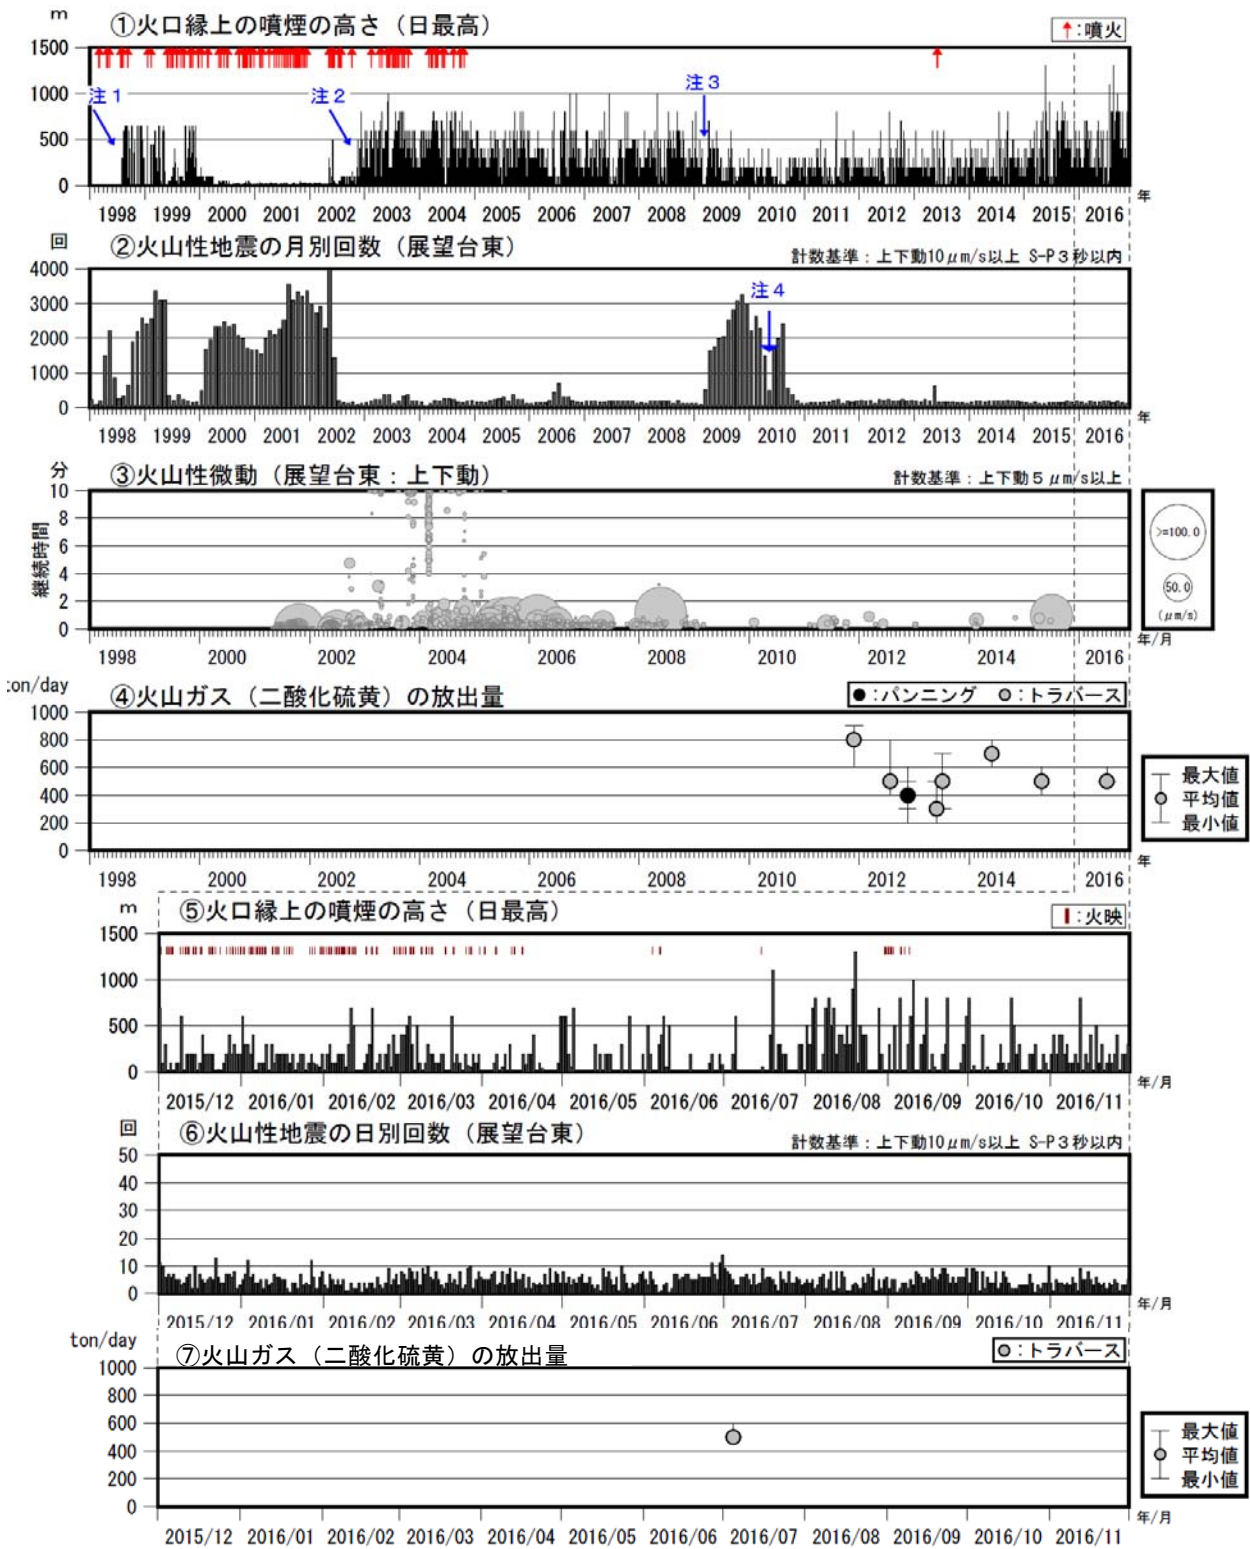 m ①火口縁上の噴煙の高さ（日最高） ↑:噴火
1500
1000
500
0
注１ 注２ 注３
1998 1999 2000 2001 2002 2003 2004 2005 2006 2007 2008 2009 2010 2011 2012 2013 2014 2015 2016 年
回 ②火山性地震の月別回数（展望台東） 計数基準：上下動10μm/s以上 S-P３秒以内
4000
3000
2000
1000
0
注４
1998 1999 2000 2001 2002 2003 2004 2005 2006 2007 2008 2009 2010 2011 2012 2013 2014 2015 2016 年
分 ③火山性微動（展望台東：上下動） 計数基準：上下動５μm/s以上
継続時間
10
8
6
4
2
0
>=100.0
50.0
(μm/s)
1998 2000 2002 2004 2006 2008 2010 2012 2014 2016 年/月
ton/day ④火山ガス（二酸化硫黄）の放出量 ●:パンニング ○:トラバース
1000
800
600
400
200
0
最大値
平均値
最小値
1998 2000 2002 2004 2006 2008 2010 2012 2014 2016 年
m ⑤火口縁上の噴煙の高さ（日最高） ┃:火映
1500
1000
500
0
2015/12 2016/01 2016/02 2016/03 2016/04 2016/05 2016/06 2016/07 2016/08 2016/09 2016/10 2016/11 年/月
回 ⑥火山性地震の日別回数（展望台東） 計数基準：上下動10μm/s以上 S-P３秒以内
50
40
30
20
10
0
2015/12 2016/01 2016/02 2016/03 2016/04 2016/05 2016/06 2016/07 2016/08 2016/09 2016/10 2016/11 年/月
ton/day ⑦火山ガス（二酸化硫黄）の放出量 ○:トラバース
1000
800
600
400
200
0
最大値
平均値
最小値
2015/12 2016/01 2016/02 2016/03 2016/04 2016/05 2016/06 2016/07 2016/08 2016/09 2016/10 2016/11 年/月